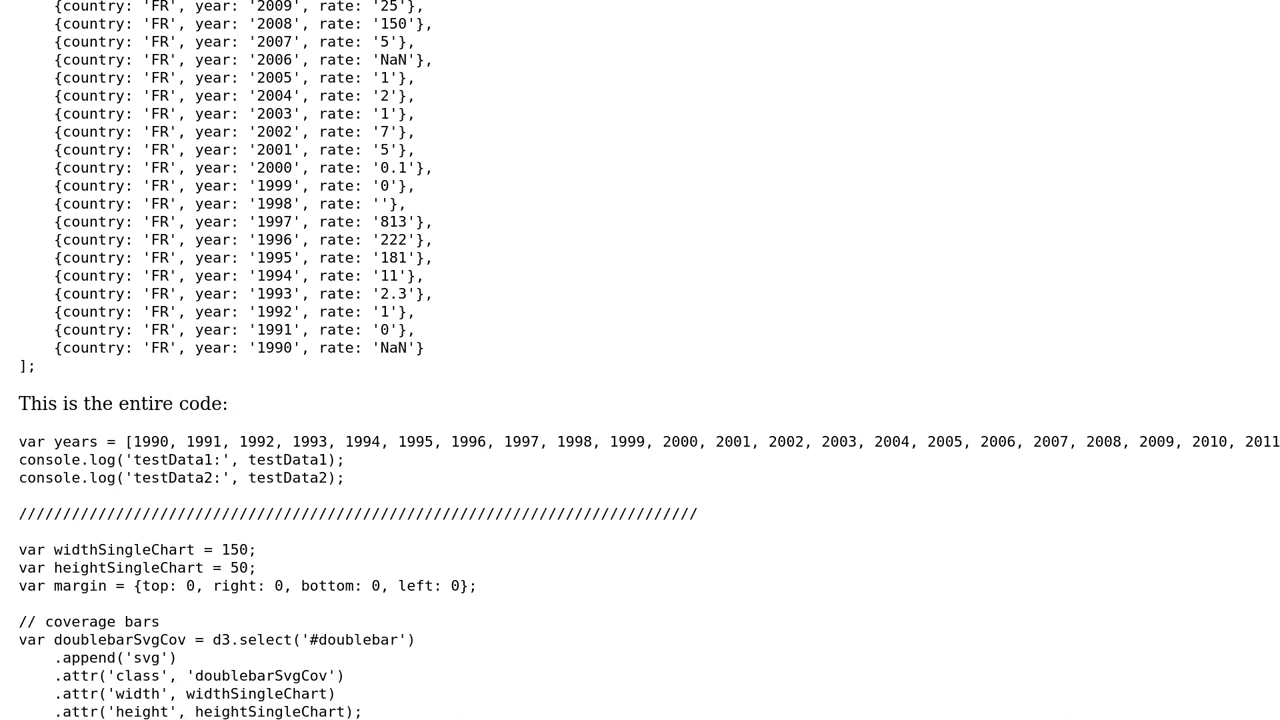 {country: 'FR', year: '2009', rate: '25'},
    {country: 'FR', year: '2008', rate: '150'},
    {country: 'FR', year: '2007', rate: '5'},
    {country: 'FR', year: '2006', rate: 'NaN'},
    {country: 'FR', year: '2005', rate: '1'},
    {country: 'FR', year: '2004', rate: '2'},
    {country: 'FR', year: '2003', rate: '1'},
    {country: 'FR', year: '2002', rate: '7'},
    {country: 'FR', year: '2001', rate: '5'},
    {country: 'FR', year: '2000', rate: '0.1'},
    {country: 'FR', year: '1999', rate: '0'},
    {country: 'FR', year: '1998', rate: ''},
    {country: 'FR', year: '1997', rate: '813'},
    {country: 'FR', year: '1996', rate: '222'},
    {country: 'FR', year: '1995', rate: '181'},
    {country: 'FR', year: '1994', rate: '11'},
    {country: 'FR', year: '1993', rate: '2.3'},
    {country: 'FR', year: '1992', rate: '1'},
    {country: 'FR', year: '1991', rate: '0'},
    {country: 'FR', year: '1990', rate: 'NaN'}
];
This is the entire code:
var years = [1990, 1991, 1992, 1993, 1994, 1995, 1996, 1997, 1998, 1999, 2000, 2001, 2002, 2003, 2004, 2005, 2006, 2007, 2008, 2009, 2010, 2011
console.log('testData1:', testData1);
console.log('testData2:', testData2);
/////////////////////////////////////////////////////////////////////////////
var widthSingleChart = 150;
var heightSingleChart = 50;
var margin = {top: 0, right: 0, bottom: 0, left: 0};
// coverage bars
var doublebarSvgCov = d3.select('#doublebar')
    .append('svg')
    .attr('class', 'doublebarSvgCov')
    .attr('width', widthSingleChart)
    .attr('height', heightSingleChart);